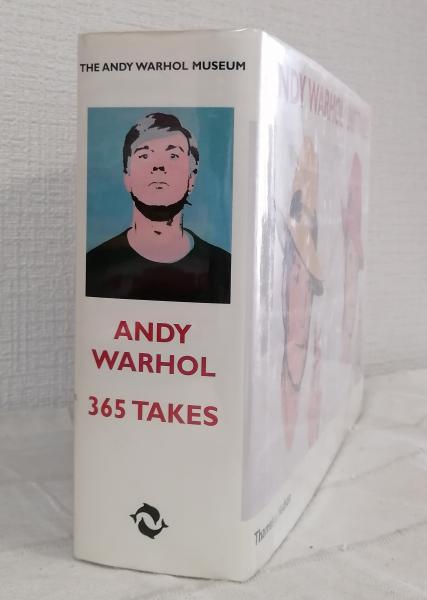 THE ANDY WARHOL MUSEUM
ANDY
WARHOL
365 TAKES
ANDY WARHOL